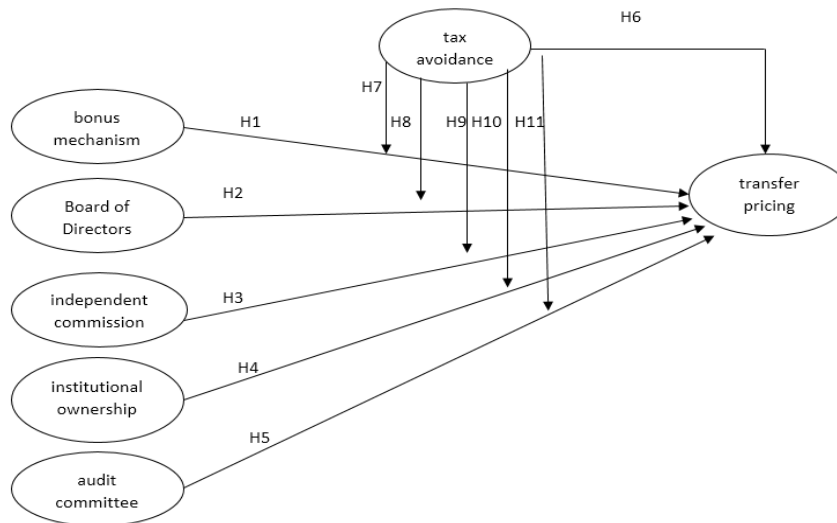 tax
avoidance
H6
H7
H8
H9
H10
H11
bonus
mechanism
H1
Board of
Directors
H2
transfer
pricing
independent
commission
H3
institutional
ownership
H4
audit
committee
H5